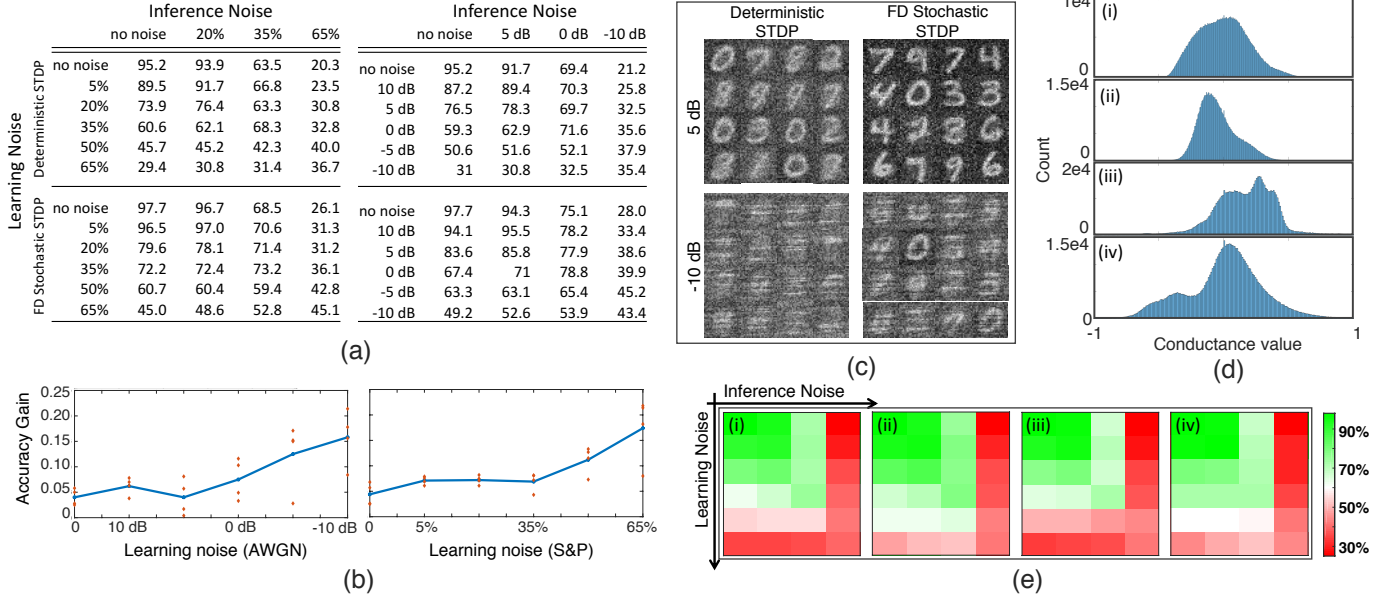 Inference Noise
no noise 20% 35% 65%
Learning Noise
Deterministic STDP
no noise 95.2 93.9 63.5 20.3
5% 89.5 91.7 66.8 23.5
20% 73.9 76.4 63.3 30.8
35% 60.6 62.1 68.3 32.8
50% 45.7 45.2 42.3 40.0
65% 29.4 30.8 31.4 36.7
FD Stochastic STDP
no noise 97.7 96.7 68.5 26.1
5% 96.5 97.0 70.6 31.3
20% 79.6 78.1 71.4 31.2
35% 72.2 72.4 73.2 36.1
50% 60.7 60.4 59.4 42.8
65% 45.0 48.6 52.8 45.1
Inference Noise
no noise 5 dB 0 dB -10 dB
no noise 95.2 91.7 69.4 21.2
10 dB 87.2 89.4 70.3 25.8
5 dB 76.5 78.3 69.7 32.5
0 dB 59.3 62.9 71.6 35.6
-5 dB 50.6 51.6 52.1 37.9
-10 dB 31 30.8 32.5 35.4
no noise 97.7 94.3 75.1 28.0
10 dB 94.1 95.5 78.2 33.4
5 dB 83.6 85.8 77.9 38.6
0 dB 67.4 71 78.8 39.9
-5 dB 63.3 63.1 65.4 45.2
-10 dB 49.2 52.6 53.9 43.4
(a)
Accuracy Gain
0.25
0.20
0.15
0.10
0.05
0
0 10 dB 0 dB -10 dB
Learning noise (AWGN)
0 5% 35% 65%
Learning noise (S&P)
(b)
Deterministic
STDP
FD Stochastic
STDP
5 dB
-10 dB
(c)
Count
1e4
(i)
0
1.5e4
(ii)
0
2e4
(iii)
0
1.5e4
(iv)
0
-1 1
Conductance value
(d)
Inference Noise
Learning Noise
(i) (ii) (iii) (iv)
90%
70%
50%
30%
(e)